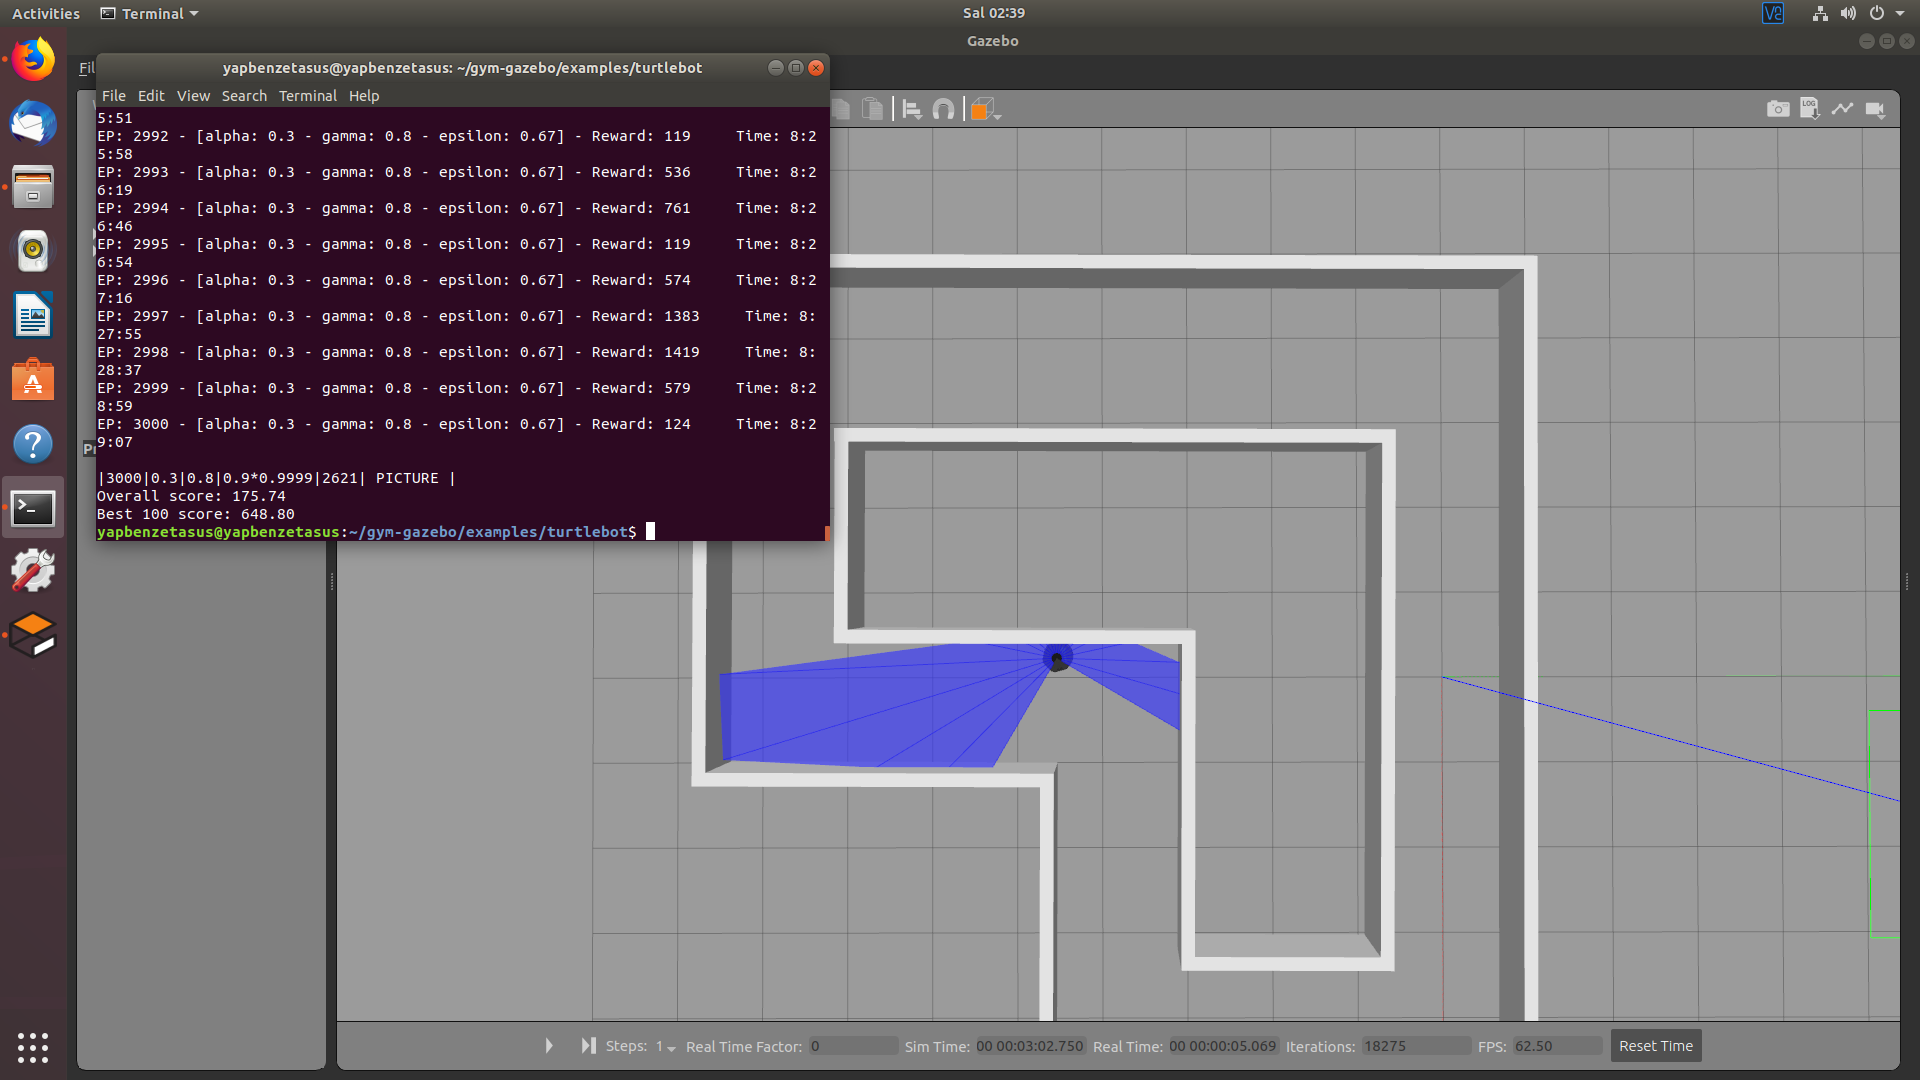 Activities Terminal Sal 02:39
Gazebo
Fil
yapbenzetasus@yapbenzetasus: ~/gym-gazebo/examples/turtlebot
File Edit View Search Terminal Help
5:51
EP: 2992 - [alpha: 0.3 - gamma: 0.8 - epsilon: 0.67] - Reward: 119     Time: 8:2
5:58
EP: 2993 - [alpha: 0.3 - gamma: 0.8 - epsilon: 0.67] - Reward: 536     Time: 8:2
6:19
EP: 2994 - [alpha: 0.3 - gamma: 0.8 - epsilon: 0.67] - Reward: 761     Time: 8:2
6:46
EP: 2995 - [alpha: 0.3 - gamma: 0.8 - epsilon: 0.67] - Reward: 119     Time: 8:2
6:54
EP: 2996 - [alpha: 0.3 - gamma: 0.8 - epsilon: 0.67] - Reward: 574     Time: 8:2
7:16
EP: 2997 - [alpha: 0.3 - gamma: 0.8 - epsilon: 0.67] - Reward: 1383     Time: 8:
27:55
EP: 2998 - [alpha: 0.3 - gamma: 0.8 - epsilon: 0.67] - Reward: 1419     Time: 8:
28:37
EP: 2999 - [alpha: 0.3 - gamma: 0.8 - epsilon: 0.67] - Reward: 579     Time: 8:2
8:59
EP: 3000 - [alpha: 0.3 - gamma: 0.8 - epsilon: 0.67] - Reward: 124     Time: 8:2
9:07
|3000|0.3|0.8|0.9*0.9999|2621| PICTURE |
Overall score: 175.74
Best 100 score: 648.80
yapbenzetasus@yapbenzetasus:~/gym-gazebo/examples/turtlebot$
Steps: 1 Real Time Factor: 0 Sim Time: 00 00:03:02.750 Real Time: 00 00:00:05.069 Iterations: 18275 FPS: 62.50 Reset Time